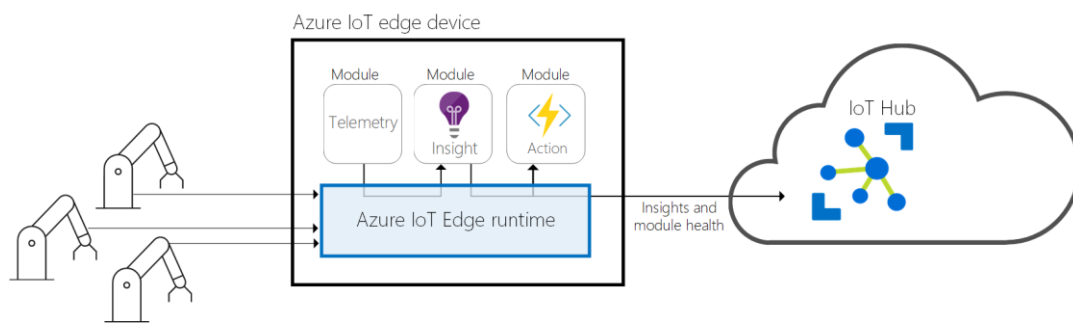 Azure IoT edge device
Module
Module
Module
Telemetry
Insight
Action
Azure IoT Edge runtime
Insights and
module health
IoT Hub